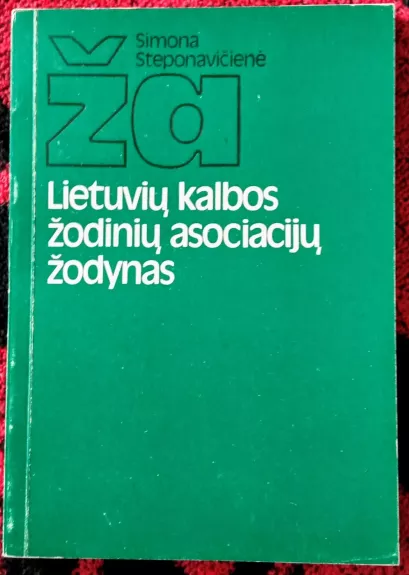 Simona
Steponavičienė
ža
Lietuvių kalbos
žodinių asociacijų
žodynas